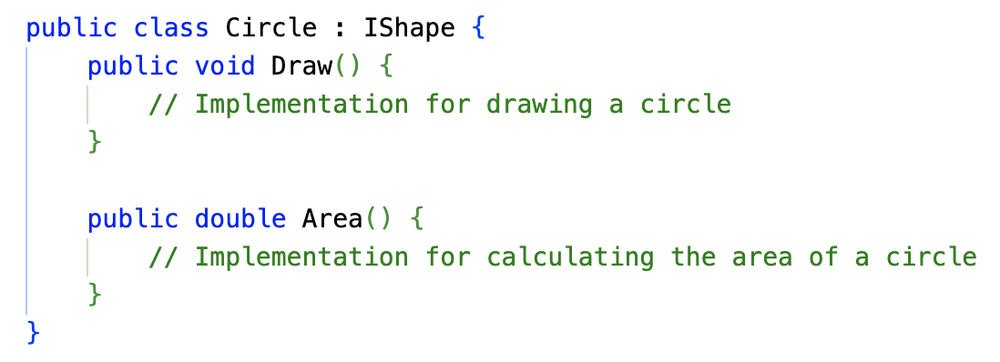 public class Circle : IShape {
    public void Draw() {
        // Implementation for drawing a circle
    }

    public double Area() {
        // Implementation for calculating the area of a circle
    }
}